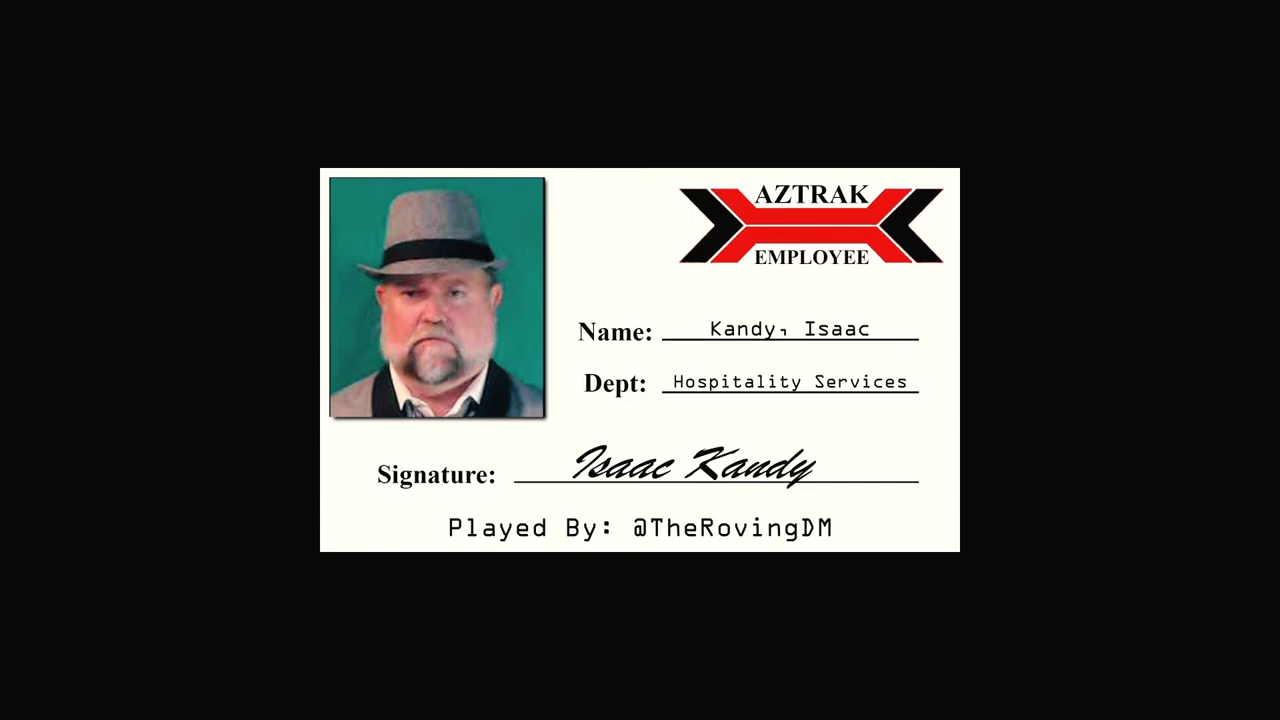 AZTRAK
EMPLOYEE
Name: Kandy, Isaac
Dept: Hospitality Services
Signature: Isaac Kandy
Played By: @TheRovingDM